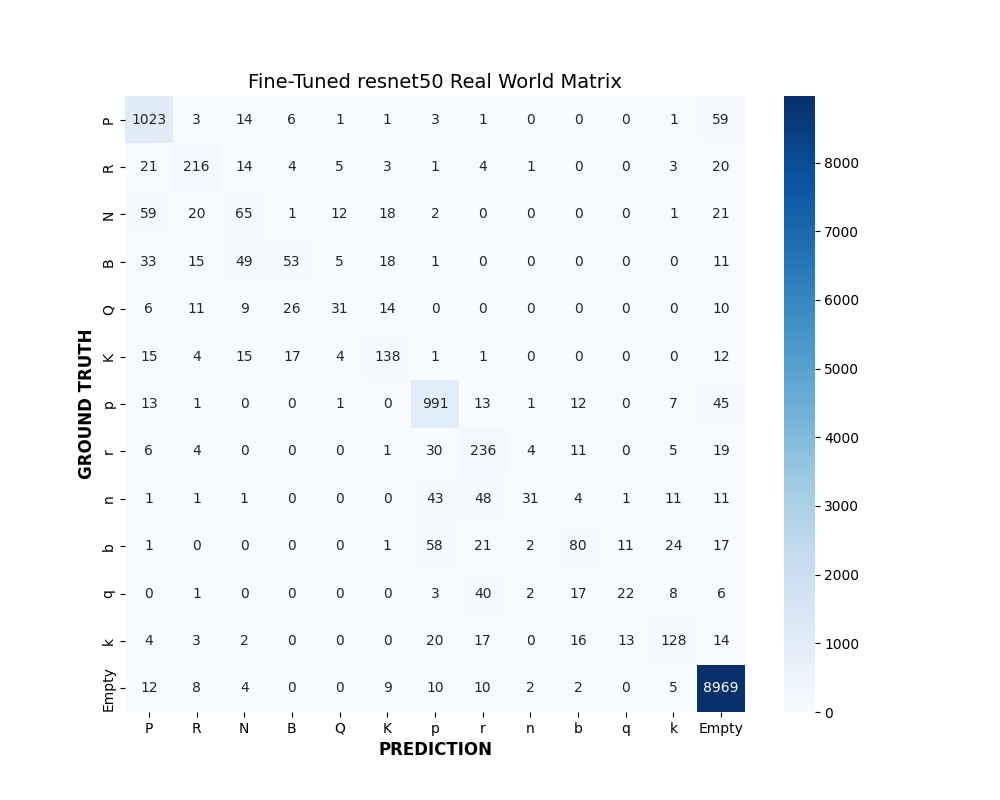 Fine-Tuned resnet50 Real World Matrix
P 1023 3 14 6 1 1 3 1 0 0 0 1 59
R 21 216 14 4 5 3 1 4 1 0 0 3 20
N 59 20 65 1 12 18 2 0 0 0 0 1 21
B 33 15 49 53 5 18 1 0 0 0 0 0 11
Q 6 11 9 26 31 14 0 0 0 0 0 0 10
K 15 4 15 17 4 138 1 1 0 0 0 0 12
p 13 1 0 0 1 0 991 13 1 12 0 7 45
r 6 4 0 0 0 1 30 236 4 11 0 5 19
n 1 1 1 0 0 0 43 48 31 4 1 11 11
b 1 0 0 0 0 1 58 21 2 80 11 24 17
q 0 1 0 0 0 0 3 40 2 17 22 8 6
k 4 3 2 0 0 0 20 17 0 16 13 128 14
Empty 12 8 4 0 0 9 10 10 2 2 0 5 8969
P R N B Q K p r n b q k Empty
PREDICTION
GROUND TRUTH
8000
7000
6000
5000
4000
3000
2000
1000
0